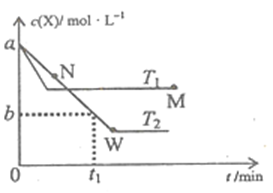 c(X)/ mol · L⁻¹
a
N
T₁
M
b
T₂
W
0
t₁
t/min